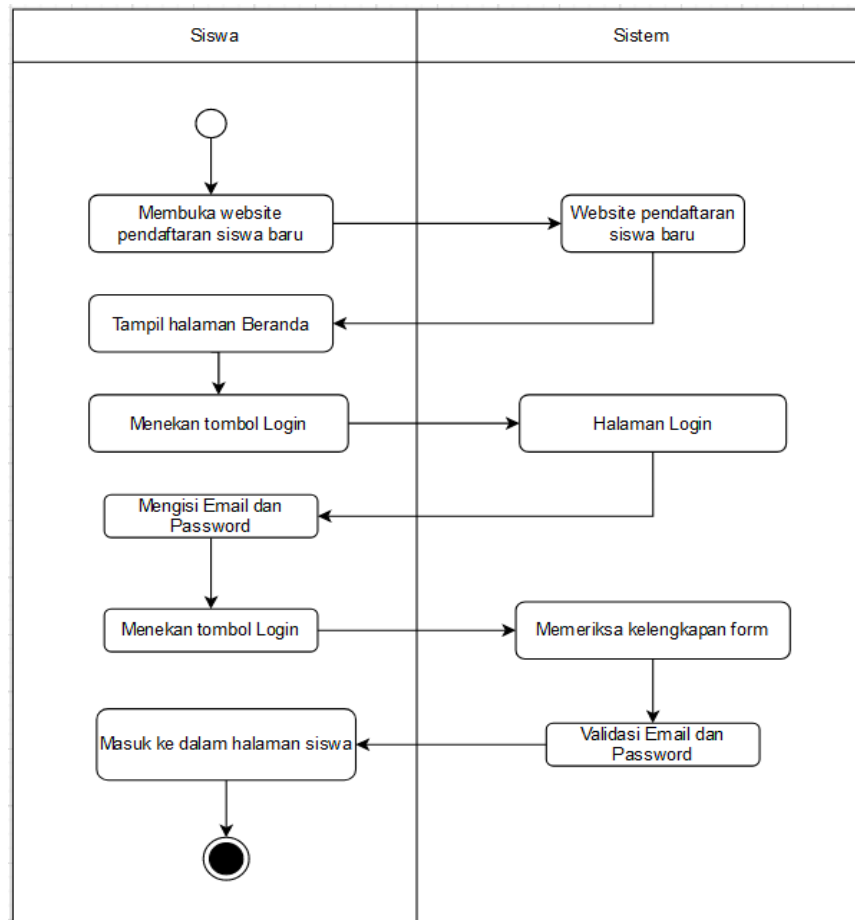 Siswa
Sistem
Membuka website
pendaftaran siswa baru
Website pendaftaran
siswa baru
Tampil halaman Beranda
Menekan tombol Login
Halaman Login
Mengisi Email dan
Password
Menekan tombol Login
Memeriksa kelengkapan form
Masuk ke dalam halaman siswa
Validasi Email dan
Password